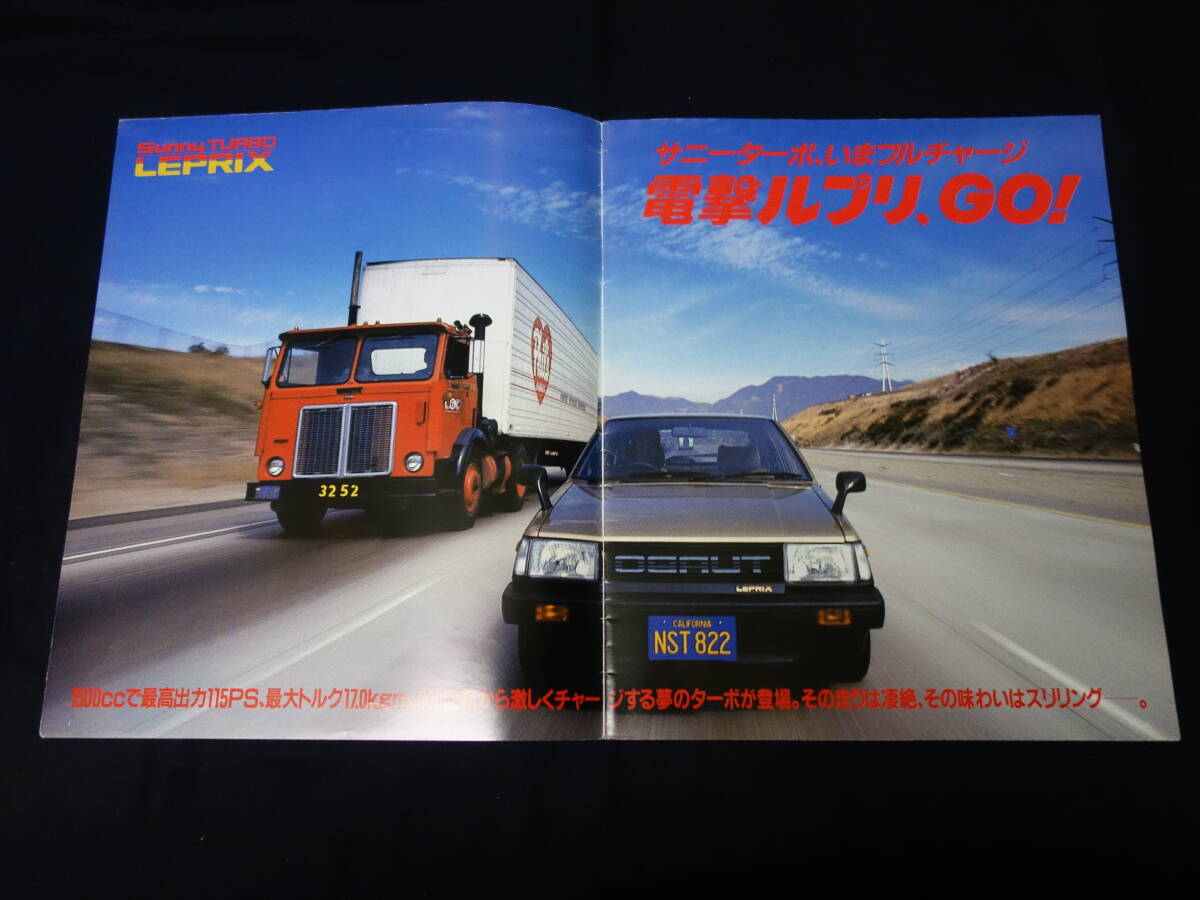 Sunny TURBO
LEPRIX
サニーターボ、いまフルチャージ
電撃ルプリ、GO!
3252
OBRUT
LEPRIX
CALIFORNIA
NST 822
1500ccで最高出力115PS、最大トルク17.0kgm、から激しくチャージする夢のターボが登場。その走りは凄絶、その味わいはスリリング──。